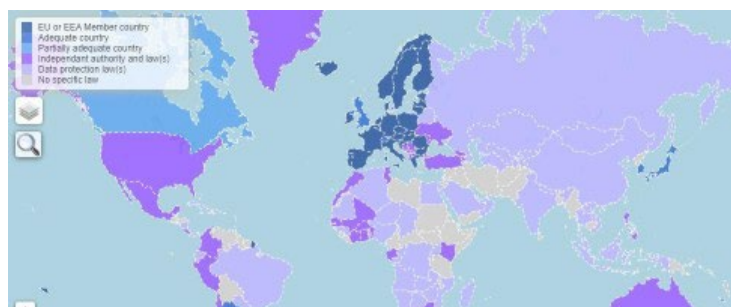 EU or EEA Member country
Adequate country
Partially adequate country
Independant authority and law(s)
Data protection law(s)
No specific law